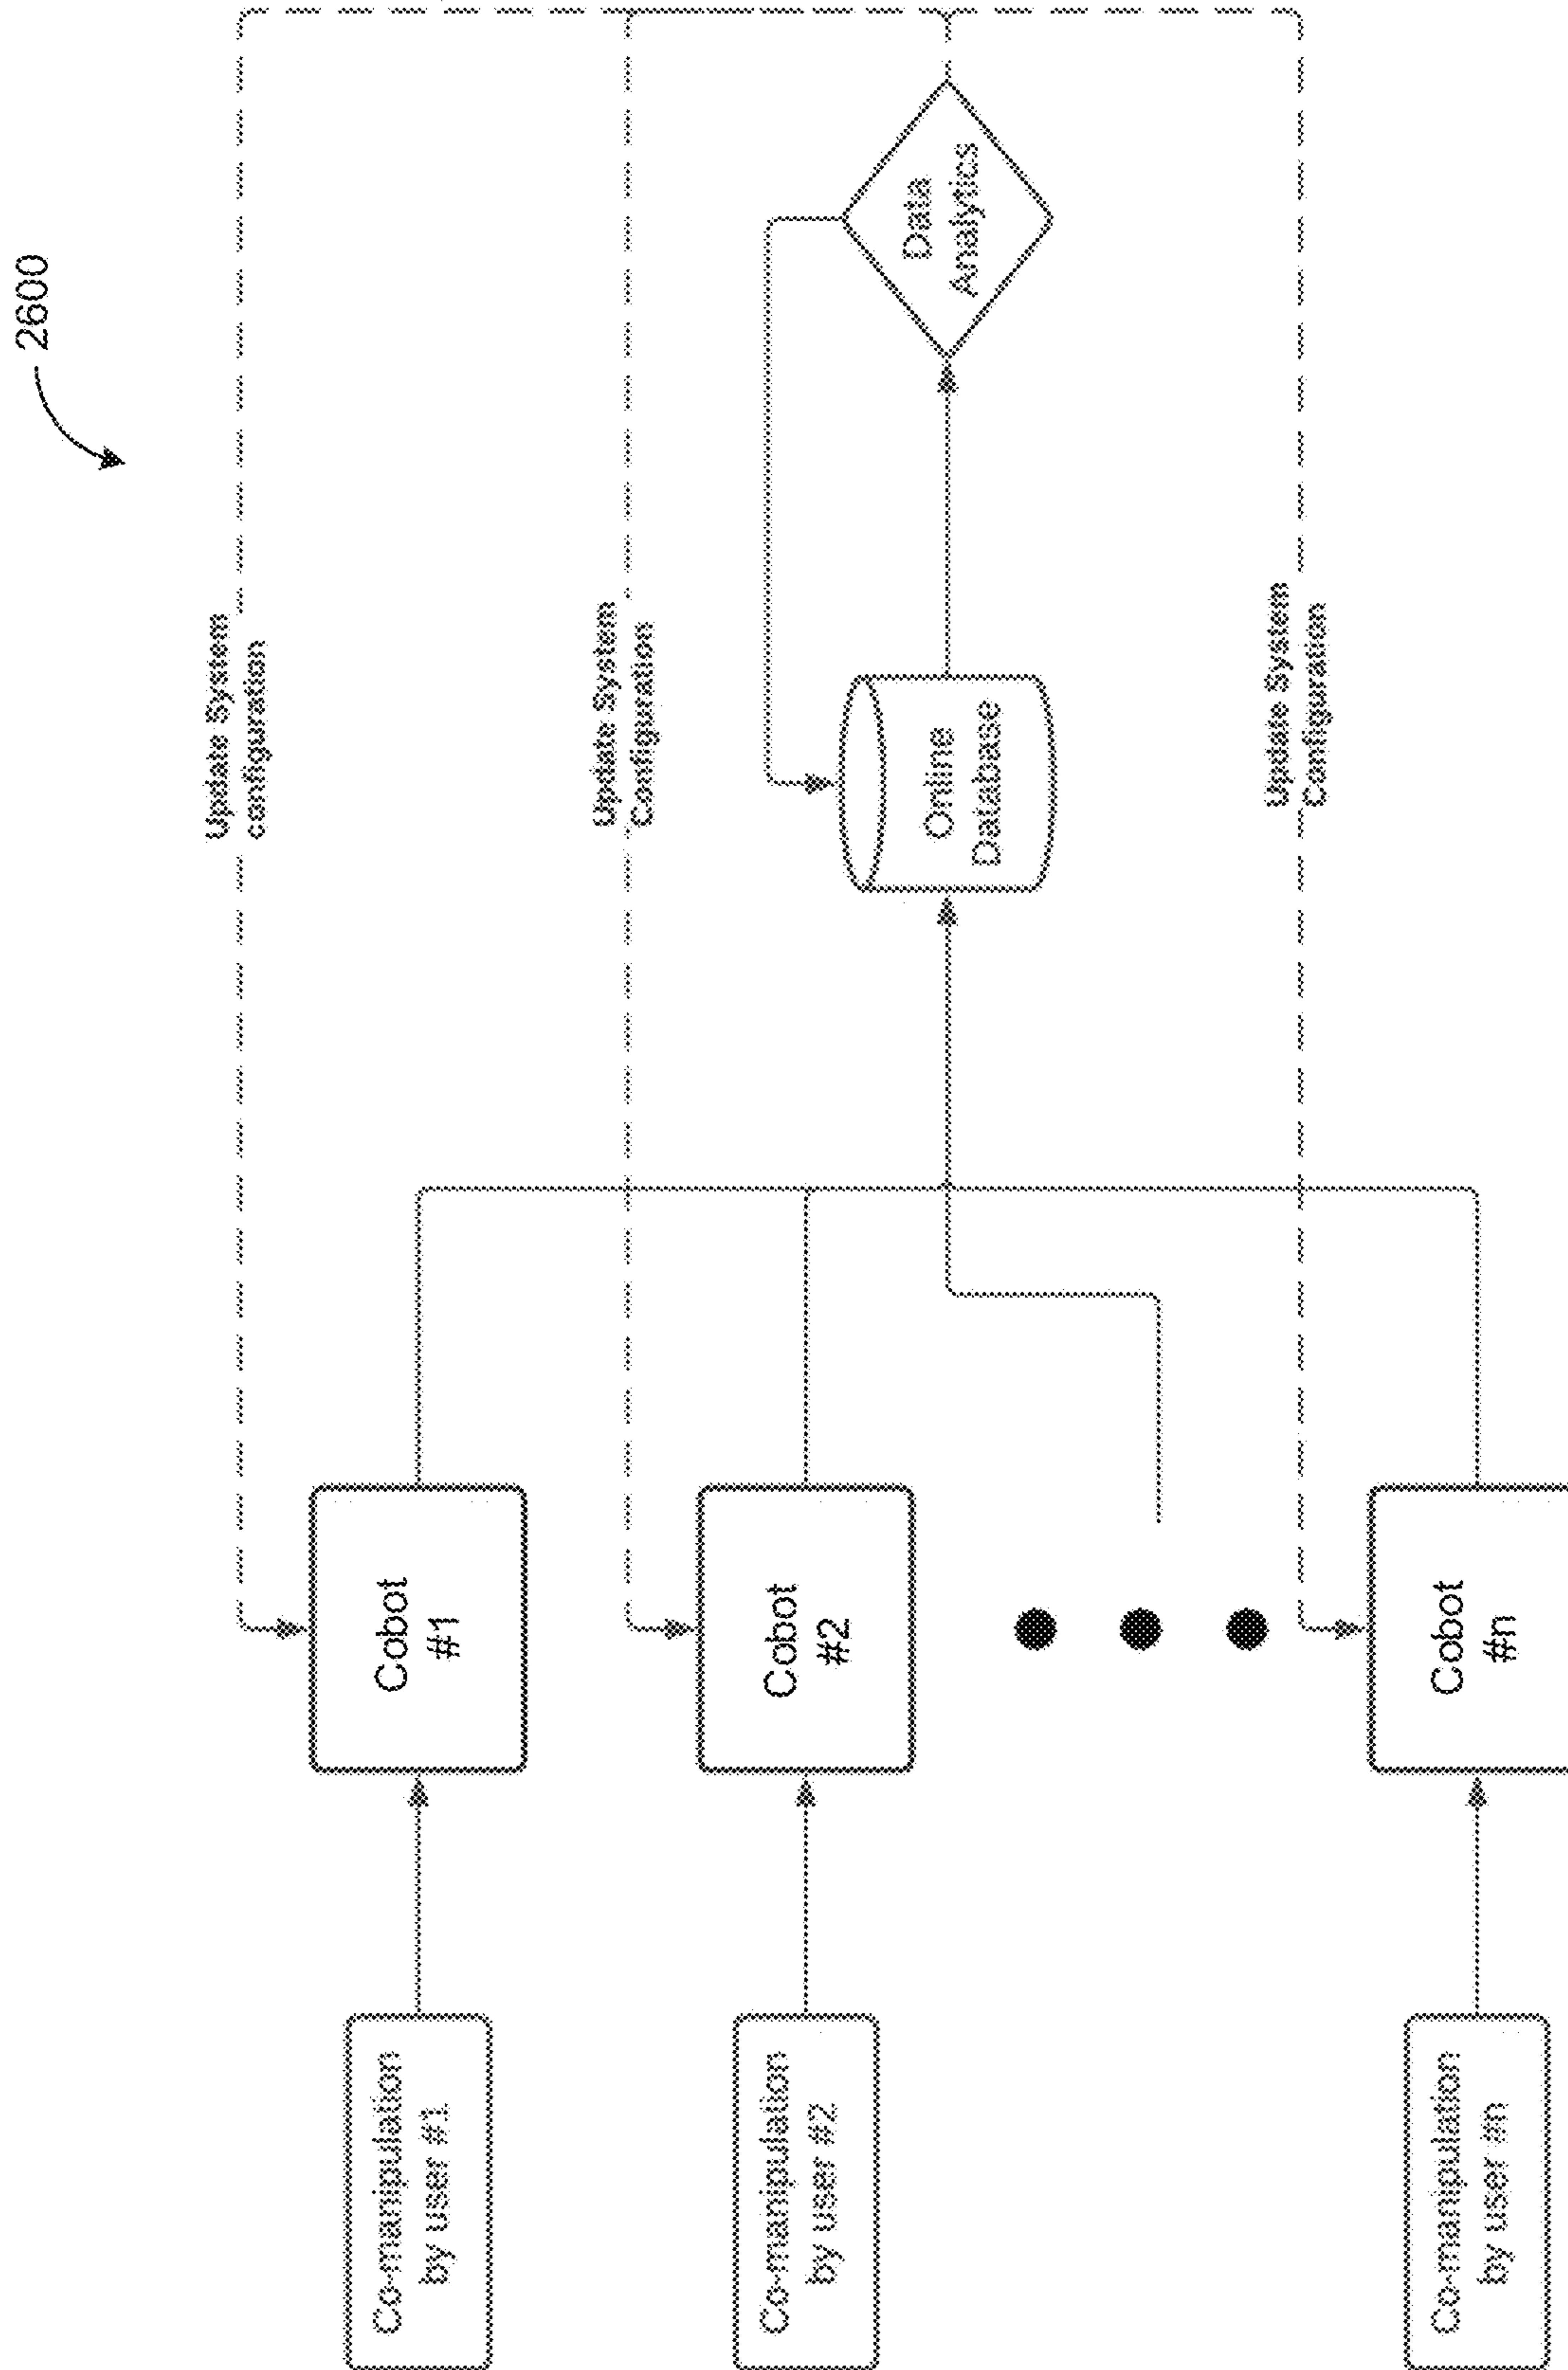 2600
Update System
configuration
Update System
Configuration
Update System
Configuration
Data
Analytics
Online
Database
Cobot
#1
Cobot
#2
Cobot
#n
Co-manipulation
by user #1
Co-manipulation
by user #2
Co-manipulation
by user #n